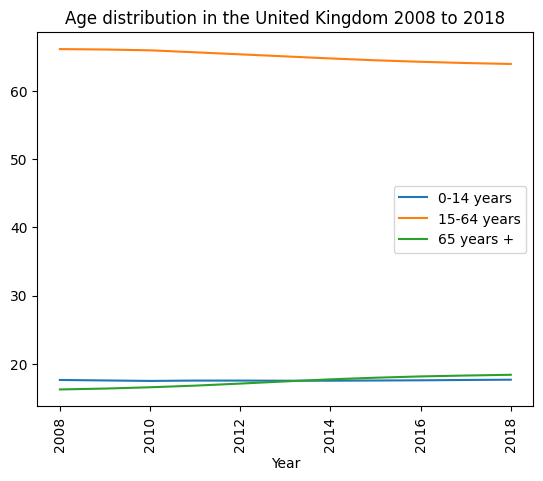 Age distribution in the United Kingdom 2008 to 2018
60
50
40
30
20
0-14 years
15-64 years
65 years +
2008
2010
2012
2014
2016
2018
Year